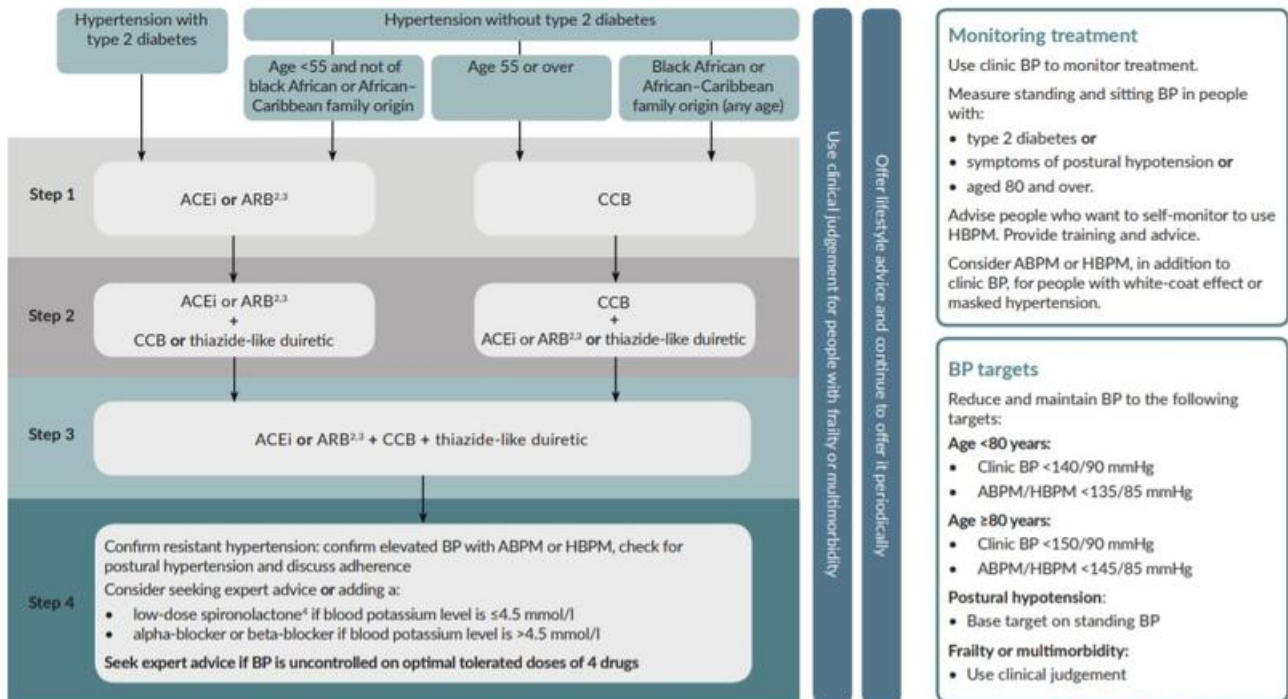 Hypertension with
type 2 diabetes
Hypertension without type 2 diabetes
Age <55 and not of
black African or African–
Caribbean family origin
Age 55 or over
Black African or
African–Caribbean
family origin (any age)
Step 1
ACEi or ARB2,3
CCB
Step 2
ACEi or ARB2,3
+
CCB or thiazide-like duiretic
CCB
+
ACEi or ARB2,3 or thiazide-like duiretic
Step 3
ACEi or ARB2,3 + CCB + thiazide-like duiretic
Step 4
Confirm resistant hypertension: confirm elevated BP with ABPM or HBPM, check for
postural hypertension and discuss adherence
Consider seeking expert advice or adding a:
• low-dose spironolactone4 if blood potassium level is ≤4.5 mmol/l
• alpha-blocker or beta-blocker if blood potassium level is >4.5 mmol/l
Seek expert advice if BP is uncontrolled on optimal tolerated doses of 4 drugs
Use clinical judgement for people with frailty or multimorbidity
Offer lifestyle advice and continue to offer it periodically
Monitoring treatment
Use clinic BP to monitor treatment.
Measure standing and sitting BP in people
with:
• type 2 diabetes or
• symptoms of postural hypotension or
• aged 80 and over.
Advise people who want to self-monitor to use
HBPM. Provide training and advice.
Consider ABPM or HBPM, in addition to
clinic BP, for people with white-coat effect or
masked hypertension.
BP targets
Reduce and maintain BP to the following
targets:
Age <80 years:
• Clinic BP <140/90 mmHg
• ABPM/HBPM <135/85 mmHg
Age ≥80 years:
• Clinic BP <150/90 mmHg
• ABPM/HBPM <145/85 mmHg
Postural hypotension:
• Base target on standing BP
Frailty or multimorbidity:
• Use clinical judgement